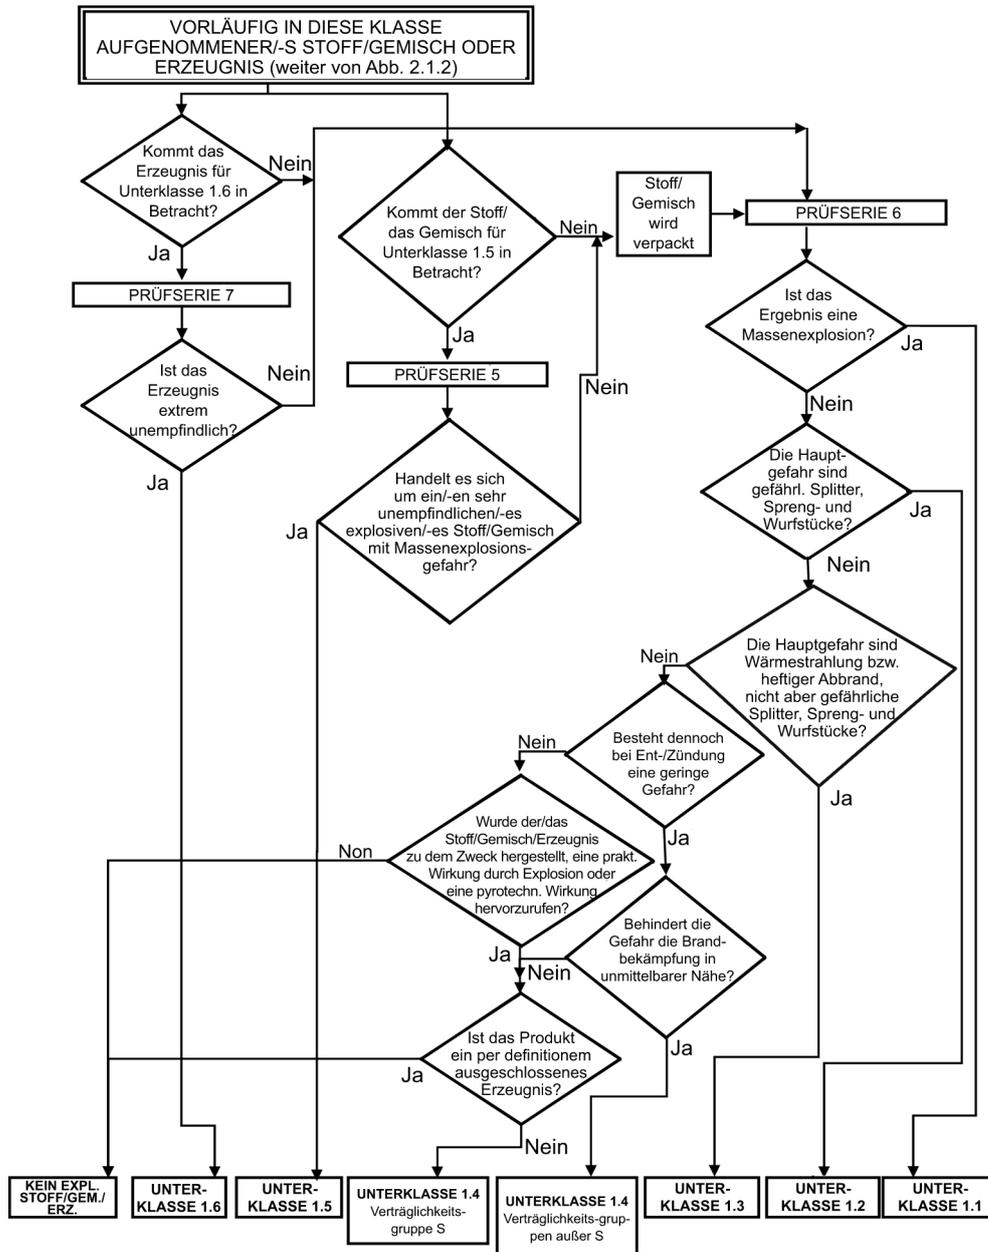 VORLÄUFIG IN DIESE KLASSE
AUFGENOMMENER/-S STOFF/GEMISCH ODER
ERZEUGNIS (weiter von Abb. 2.1.2)
Kommt das
Erzeugnis für
Unterklasse 1.6 in
Betracht?
Nein
Ja
PRÜFSERIE 7
Ist das
Erzeugnis
extrem
unempfindlich?
Nein
Ja
Kommt der Stoff/
das Gemisch für
Unterklasse 1.5 in
Betracht?
Nein
Ja
PRÜFSERIE 5
Handelt es sich
um ein/-en sehr
unempfindlichen/-es
explosiven/-es Stoff/Gemisch
mit Massenexplosions-
gefahr?
Nein
Ja
Stoff/
Gemisch
wird
verpackt
PRÜFSERIE 6
Ist das
Ergebnis eine
Massenexplosion?
Ja
Nein
Die Haupt-
gefahr sind
gefährl. Splitter,
Spreng- und
Wurfstücke?
Ja
Nein
Die Hauptgefahr sind
Wärmestrahlung bzw.
heftiger Abbrand,
nicht aber gefährliche
Splitter, Spreng- und
Wurfstücke?
Nein
Ja
Besteht dennoch
bei Ent-/Zündung
eine geringe
Gefahr?
Nein
Ja
Wurde der/das
Stoff/Gemisch/Erzeugnis
zu dem Zweck hergestellt, eine prakt.
Wirkung durch Explosion oder
eine pyrotechn. Wirkung
hervorzurufen?
Non
Ja
Behindert die
Gefahr die Brand-
bekämpfung in
unmittelbarer Nähe?
Nein
Ja
Ist das Produkt
ein per definitionem
ausgeschlossenes
Erzeugnis?
Ja
Nein
KEIN EXPL.
STOFF/GEM./
ERZ.
UNTER-
KLASSE 1.6
UNTER-
KLASSE 1.5
UNTERKLASSE 1.4
Verträglichkeits-
gruppe S
UNTERKLASSE 1.4
Verträglichkeits-grup-
pen außer S
UNTER-
KLASSE 1.3
UNTER-
KLASSE 1.2
UNTER-
KLASSE 1.1